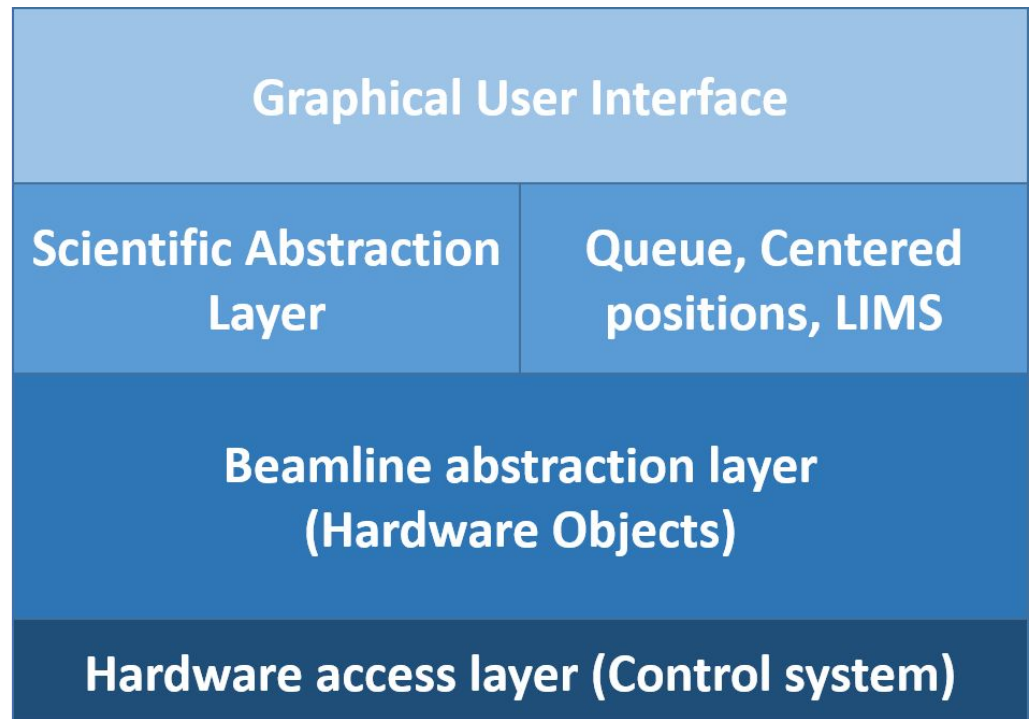 Graphical User Interface
Scientific Abstraction
Layer
Queue, Centered
positions, LIMS
Beamline abstraction layer
(Hardware Objects)
Hardware access layer (Control system)